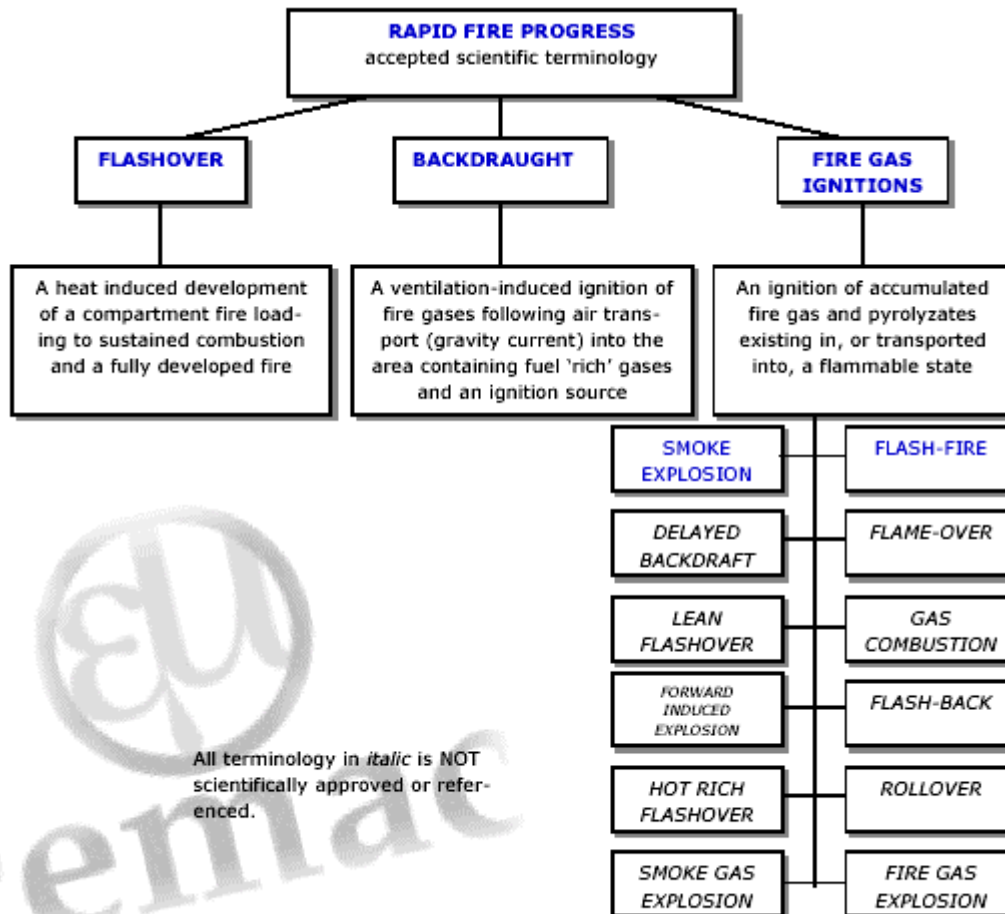 RAPID FIRE PROGRESS
accepted scientific terminology
FLASHOVER
BACKDRAUGHT
FIRE GAS
IGNITIONS
A heat induced development
of a compartment fire load-
ing to sustained combustion
and a fully developed fire
A ventilation-induced ignition of
fire gases following air trans-
port (gravity current) into the
area containing fuel ‘rich’ gases
and an ignition source
An ignition of accumulated
fire gas and pyrolyzates
existing in, or transported
into, a flammable state
SMOKE
EXPLOSION
FLASH-FIRE
DELAYED
BACKDRAFT
FLAME-OVER
LEAN
FLASHOVER
GAS
COMBUSTION
FORWARD
INDUCED
EXPLOSION
FLASH-BACK
HOT RICH
FLASHOVER
ROLLOVER
SMOKE GAS
EXPLOSION
FIRE GAS
EXPLOSION
All terminology in italic is NOT
scientifically approved or refer-
enced.